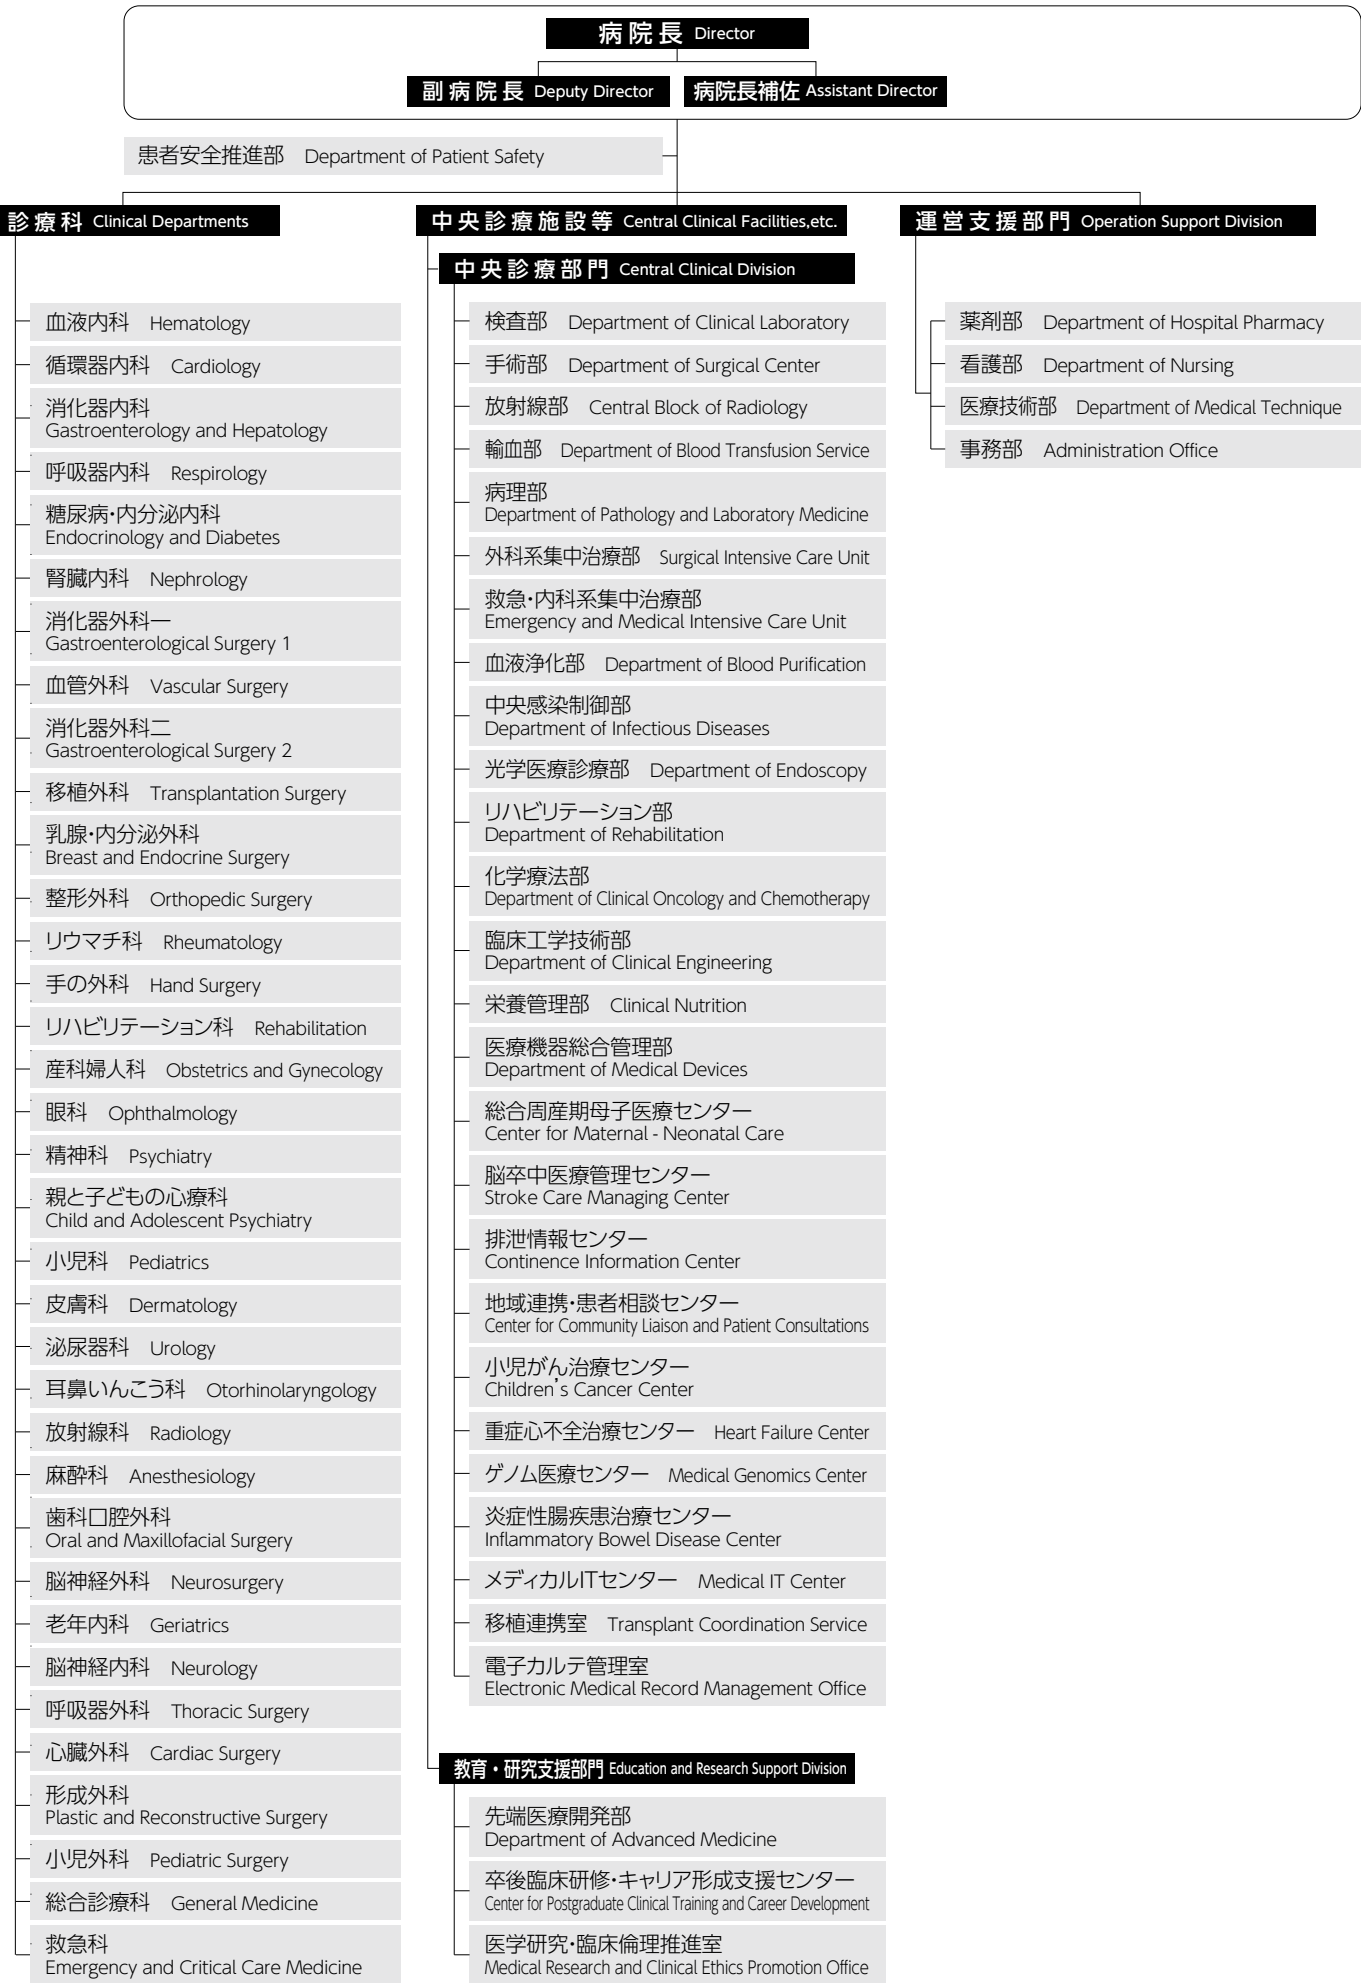 病院長 Director
副病院長 Deputy Director
病院長補佐 Assistant Director
患者安全推進部 Department of Patient Safety
診療科 Clinical Departments
血液内科 Hematology
循環器内科 Cardiology
消化器内科
Gastroenterology and Hepatology
呼吸器内科 Respirology
糖尿病・内分泌内科
Endocrinology and Diabetes
腎臓内科 Nephrology
消化器外科一
Gastroenterological Surgery 1
血管外科 Vascular Surgery
消化器外科二
Gastroenterological Surgery 2
移植外科 Transplantation Surgery
乳腺・内分泌外科
Breast and Endocrine Surgery
整形外科 Orthopedic Surgery
リウマチ科 Rheumatology
手の外科 Hand Surgery
リハビリテーション科 Rehabilitation
産科婦人科 Obstetrics and Gynecology
眼科 Ophthalmology
精神科 Psychiatry
親と子どもの心療科
Child and Adolescent Psychiatry
小児科 Pediatrics
皮膚科 Dermatology
泌尿器科 Urology
耳鼻いんこう科 Otorhinolaryngology
放射線科 Radiology
麻酔科 Anesthesiology
歯科口腔外科
Oral and Maxillofacial Surgery
脳神経外科 Neurosurgery
老年内科 Geriatrics
脳神経内科 Neurology
呼吸器外科 Thoracic Surgery
心臓外科 Cardiac Surgery
形成外科
Plastic and Reconstructive Surgery
小児外科 Pediatric Surgery
総合診療科 General Medicine
救急科
Emergency and Critical Care Medicine
中央診療施設等 Central Clinical Facilities,etc.
中央診療部門 Central Clinical Division
検査部 Department of Clinical Laboratory
手術部 Department of Surgical Center
放射線部 Central Block of Radiology
輸血部 Department of Blood Transfusion Service
病理部
Department of Pathology and Laboratory Medicine
外科系集中治療部 Surgical Intensive Care Unit
救急・内科系集中治療部
Emergency and Medical Intensive Care Unit
血液浄化部 Department of Blood Purification
中央感染制御部
Department of Infectious Diseases
光学医療診療部 Department of Endoscopy
リハビリテーション部
Department of Rehabilitation
化学療法部
Department of Clinical Oncology and Chemotherapy
臨床工学技術部
Department of Clinical Engineering
栄養管理部 Clinical Nutrition
医療機器総合管理部
Department of Medical Devices
総合周産期母子医療センター
Center for Maternal - Neonatal Care
脳卒中医療管理センター
Stroke Care Managing Center
排泄情報センター
Continence Information Center
地域連携・患者相談センター
Center for Community Liaison and Patient Consultations
小児がん治療センター
Children's Cancer Center
重症心不全治療センター Heart Failure Center
ゲノム医療センター Medical Genomics Center
炎症性腸疾患治療センター
Inflammatory Bowel Disease Center
メディカルITセンター Medical IT Center
移植連携室 Transplant Coordination Service
電子カルテ管理室
Electronic Medical Record Management Office
教育・研究支援部門 Education and Research Support Division
先端医療開発部
Department of Advanced Medicine
卒後臨床研修・キャリア形成支援センター
Center for Postgraduate Clinical Training and Career Development
医学研究・臨床倫理推進室
Medical Research and Clinical Ethics Promotion Office
運営支援部門 Operation Support Division
薬剤部 Department of Hospital Pharmacy
看護部 Department of Nursing
医療技術部 Department of Medical Technique
事務部 Administration Office